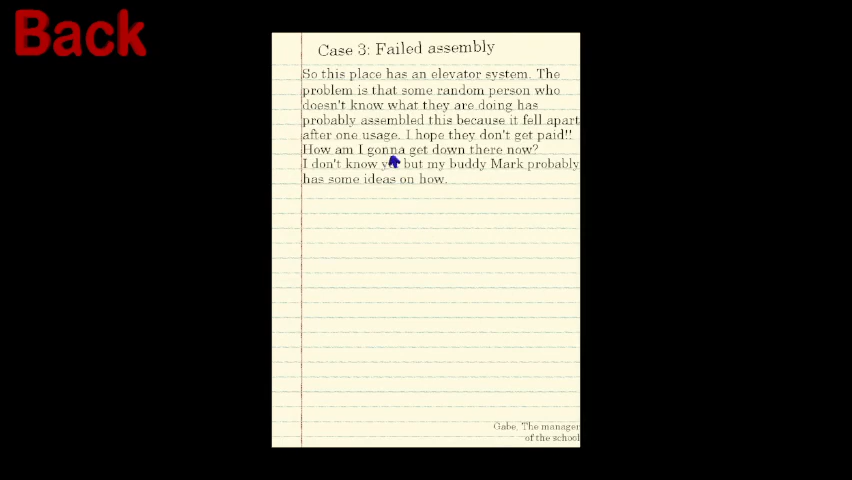 Back
Case 3: Failed assembly
So this place has an elevator system. The
problem is that some random person who
doesn't know what they are doing has
probably assembled this because it fell apart
after one usage. I hope they don't get paid!!
How am I gonna get down there now?
I don't know but my buddy Mark probably
has some ideas on how.
Gabe, The manager
of the school